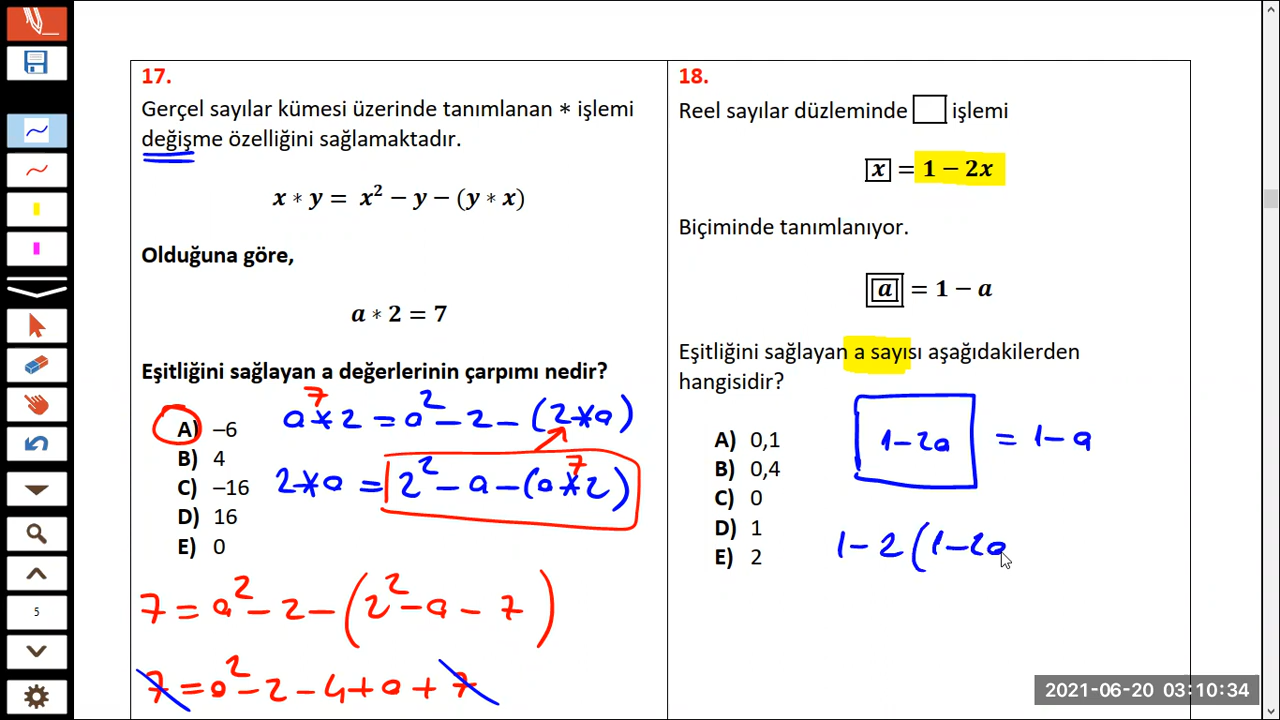 17.
Gerçel sayılar kümesi üzerinde tanımlanan * işlemi
değişme özelliğini sağlamaktadır.
x * y = x² − y − (y * x)
Olduğuna göre,
a * 2 = 7
Eşitliğini sağlayan a değerlerinin çarpımı nedir?
A) –6
B) 4
C) –16
D) 16
E) 0
7
a * 2 = a² − 2 − (2 * a)
7
2 * a = 2² − a − (a * 2)
7 = a² − 2 − (2² − a − 7)
7 = a² − 2 − 4 + a + 7
18.
Reel sayılar düzleminde □ işlemi
x = 1 − 2x
Biçiminde tanımlanıyor.
a = 1 − a
Eşitliğini sağlayan a sayısı aşağıdakilerden
hangisidir?
A) 0,1
B) 0,4
C) 0
D) 1
E) 2
1 − 2a = 1 − a
1 − 2 (1 − 2a
5
2021-06-20 03:10:34